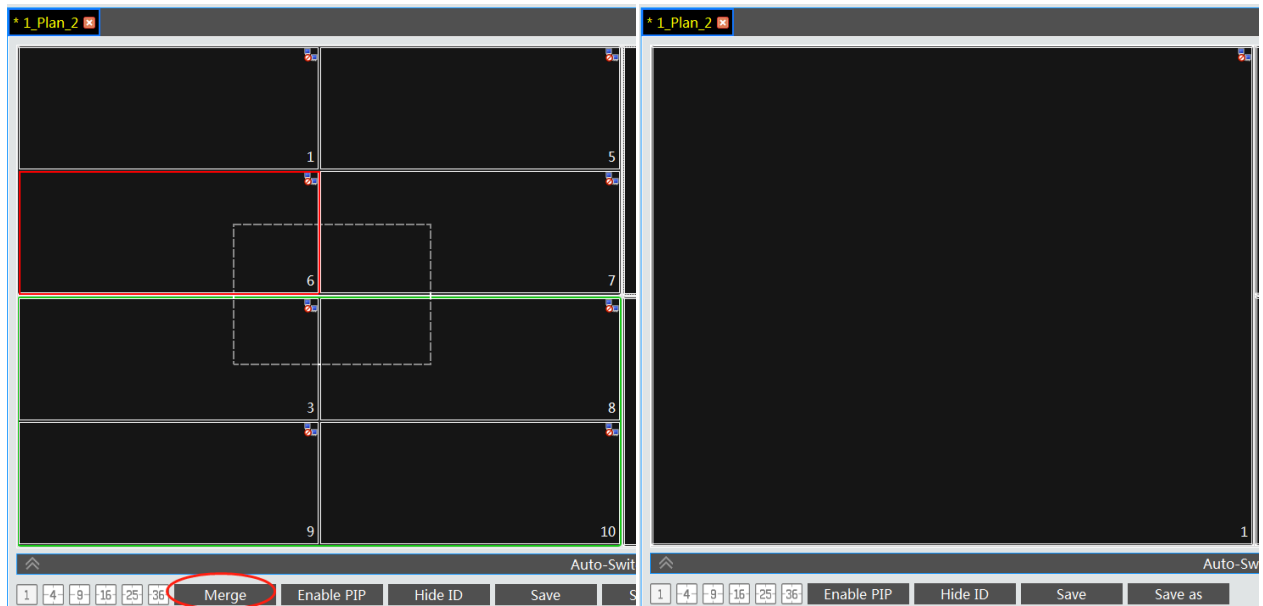 * 1_Plan_2
1 5
6 7
3 8
9 10
Auto-Swit
1 4 9 16 25 36 Merge Enable PIP Hide ID Save S
* 1_Plan_2
1
Auto-Sw
1 4 9 16 25 36 Enable PIP Hide ID Save Save as